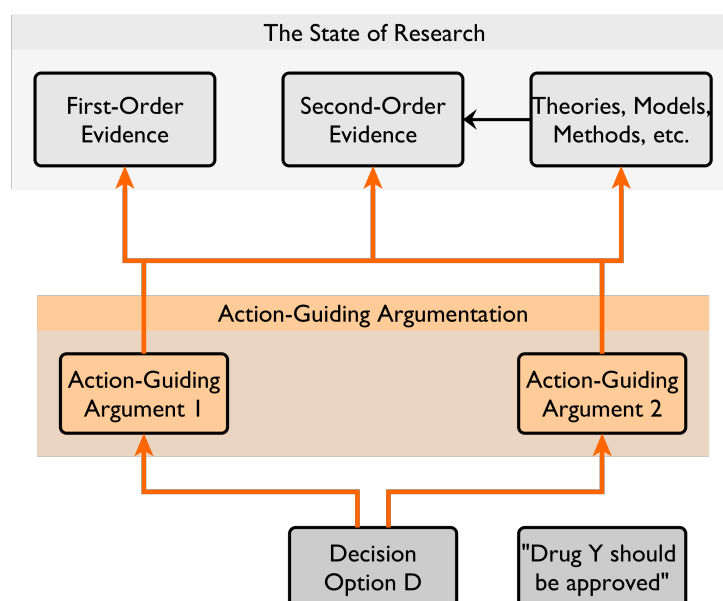 The State of Research
First-Order
Evidence
Second-Order
Evidence
Theories, Models,
Methods, etc.
Action-Guiding Argumentation
Action-Guiding
Argument 1
Action-Guiding
Argument 2
Decision
Option D
"Drug Y should
be approved"